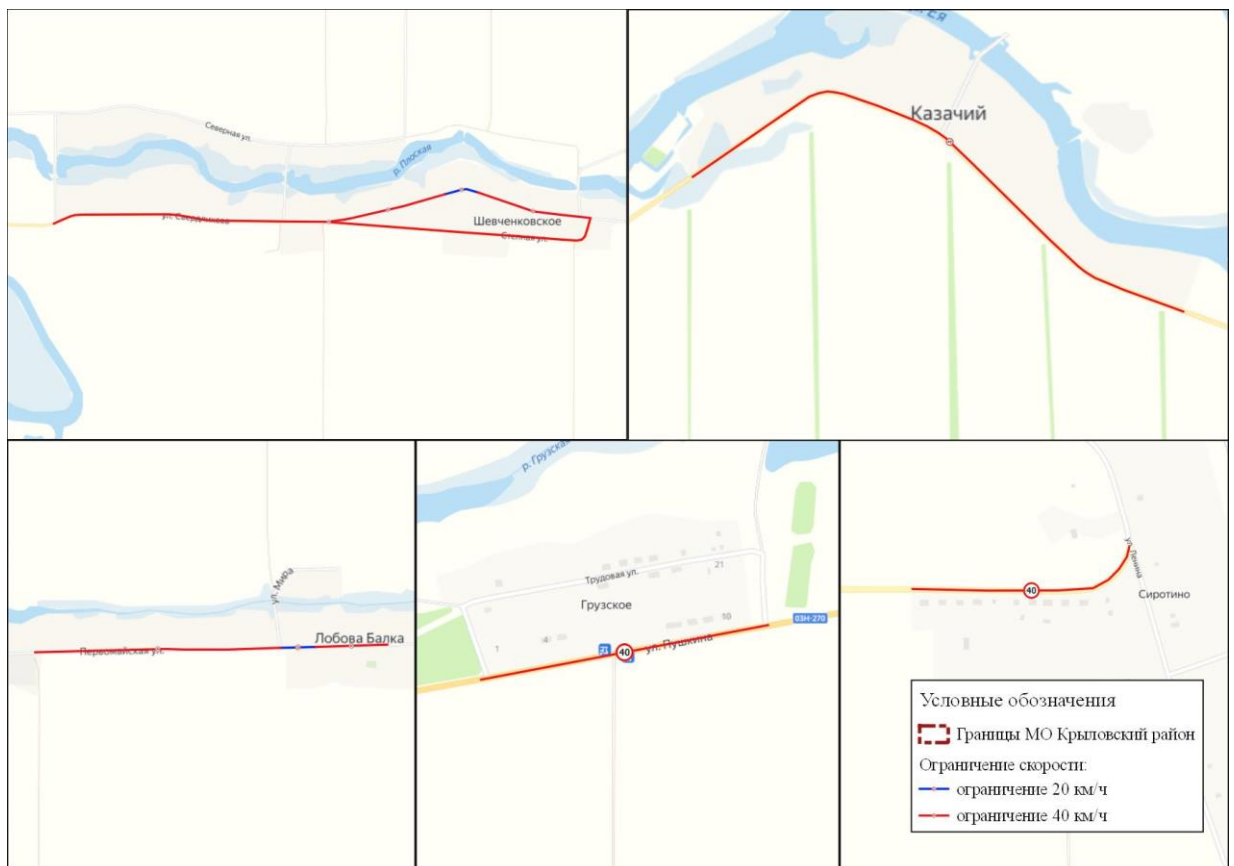 Северная ул.
р. Плоская
ул. Свердликова
Шевченковское
Степная ул.
Казачий
ул. Мира
Лобова Балка
Первомайская ул.
р. Грузская
Трудовая ул.
21
Грузское
10
4
1
ул. Пушкина
03Н-270
21
40
40
ул. Ленина
Сиротино
Условные обозначения
Границы МО Крыловский район
Ограничение скорости:
ограничение 20 км/ч
ограничение 40 км/ч